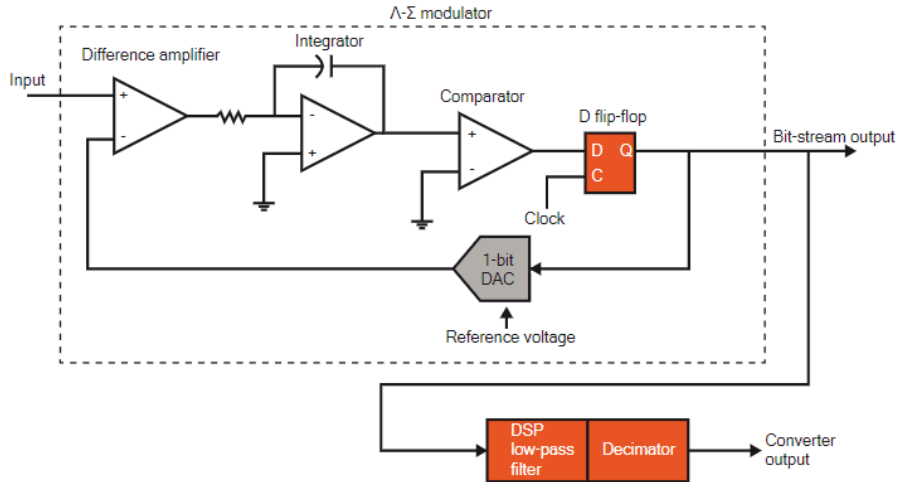 Λ-Σ modulator
Difference amplifier
Integrator
Input
+
-
-
+
Comparator
+
-
D flip-flop
D Q
C
Clock
Bit-stream output
1-bit
DAC
Reference voltage
DSP
low-pass
filter
Decimator
Converter
output